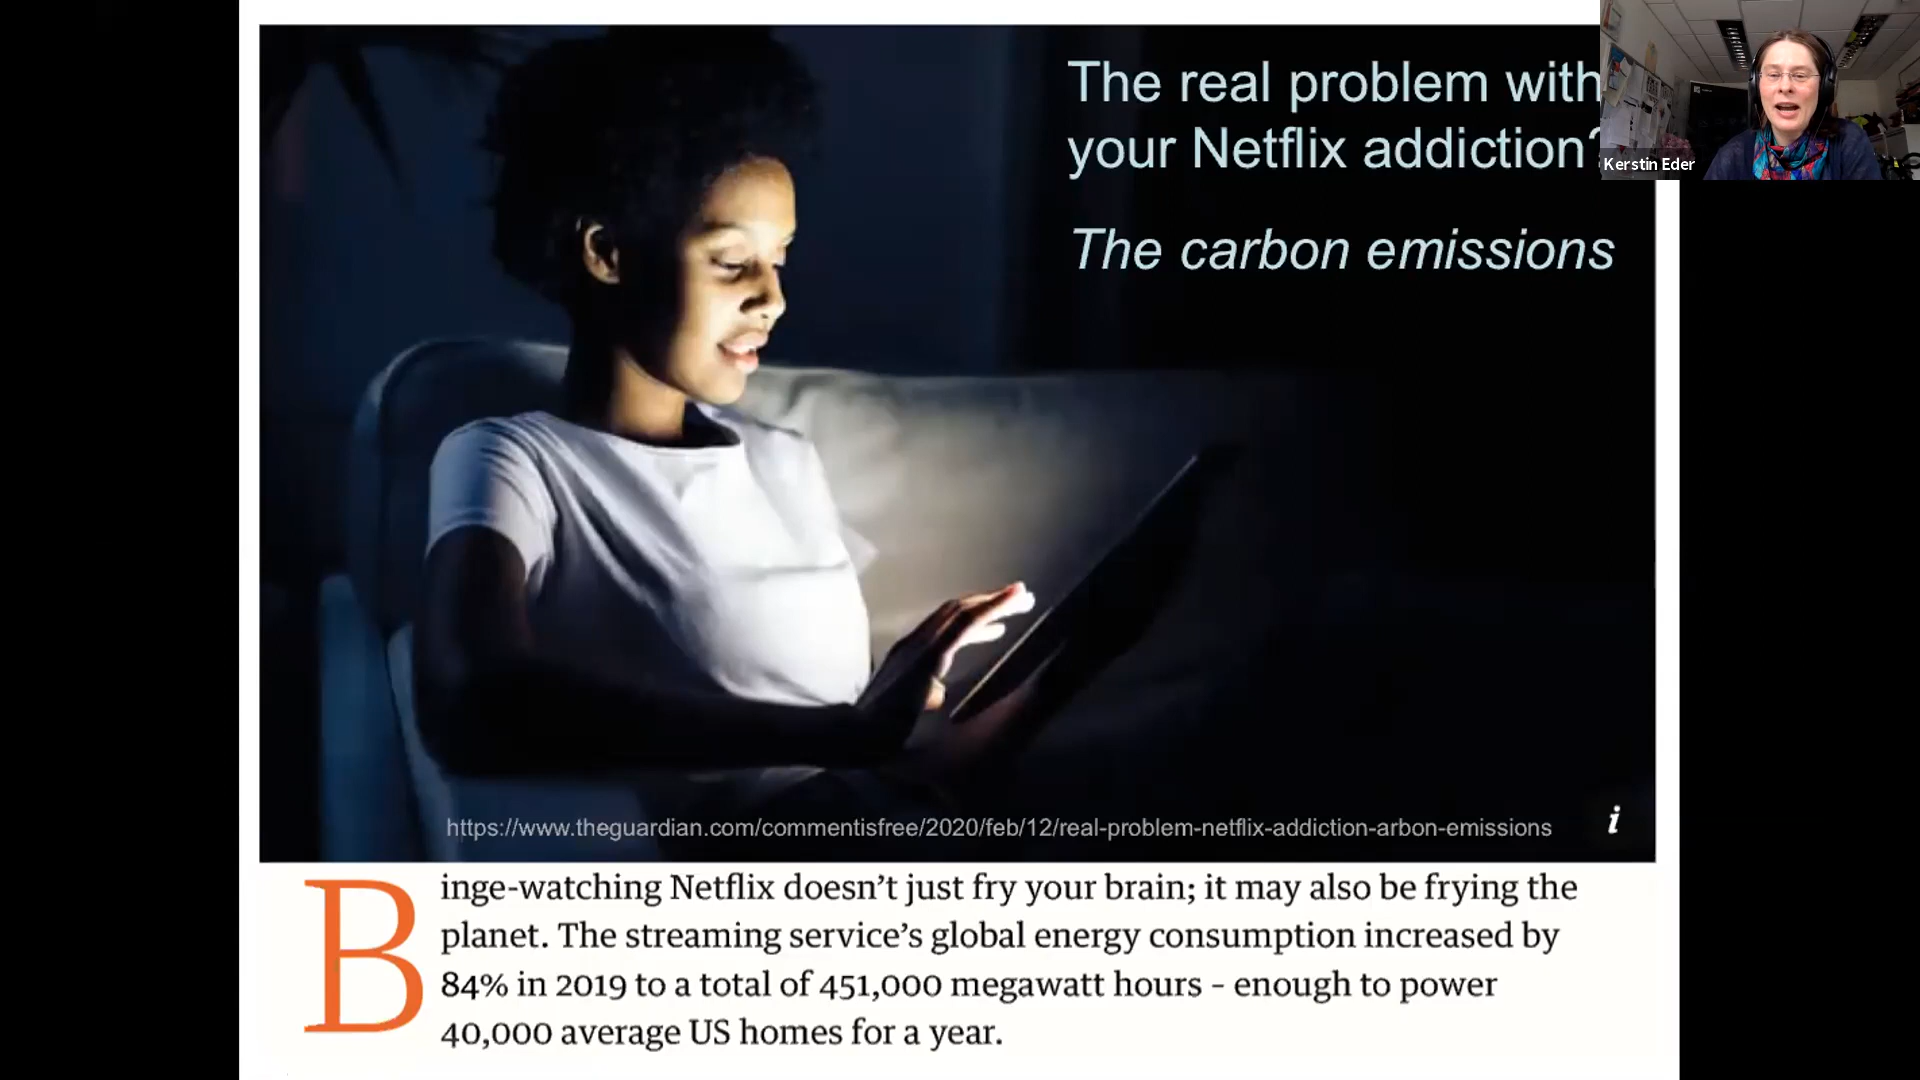 The real problem with
your Netflix addiction?
The carbon emissions
Kerstin Eder
https://www.theguardian.com/commentisfree/2020/feb/12/real-problem-netflix-addiction-arbon-emissions
i
Binge-watching Netflix doesn’t just fry your brain; it may also be frying the
planet. The streaming service’s global energy consumption increased by
84% in 2019 to a total of 451,000 megawatt hours – enough to power
40,000 average US homes for a year.